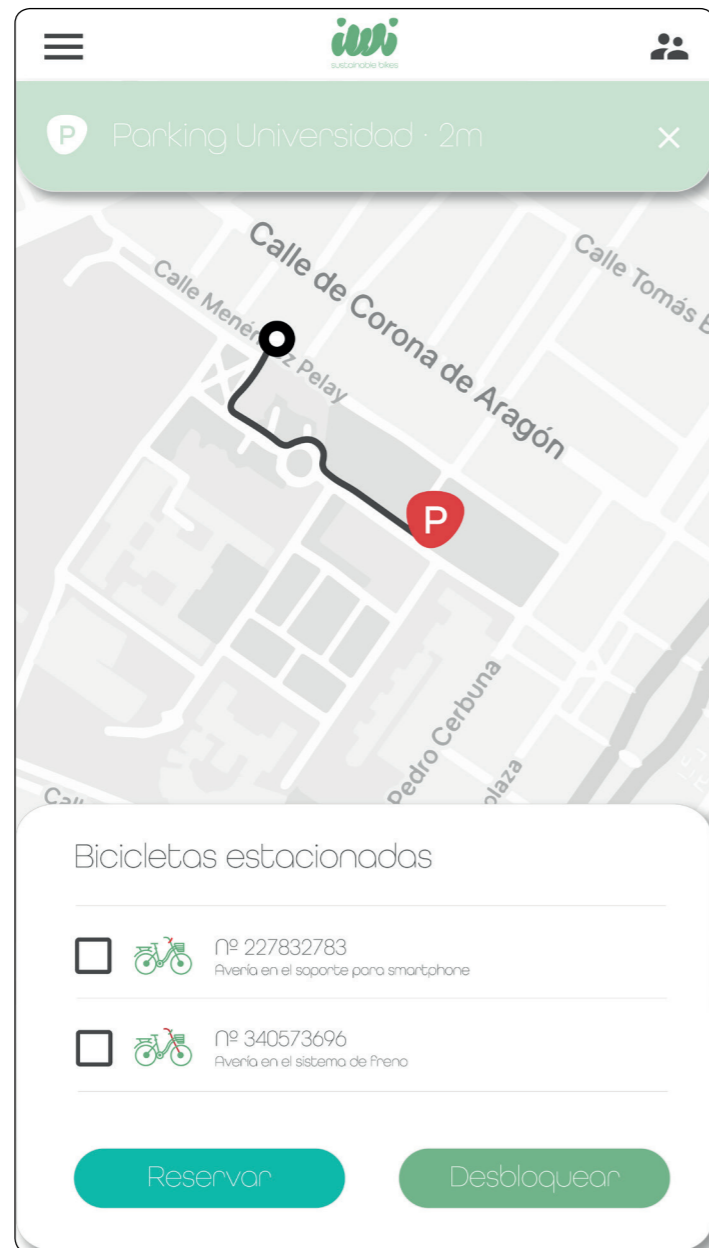 iwi
sustainable bikes
P Parking Universidad · 2m
Calle de Corona de Aragón
Calle Tomás B
Calle Menéndez Pelay
P
Pedro Cerbuna
plaza
Call
Bicicletas estacionadas
Nº 227832783
Avería en el soporte para smartphone
Nº 340573696
Avería en el sistema de freno
Reservar
Desbloquear